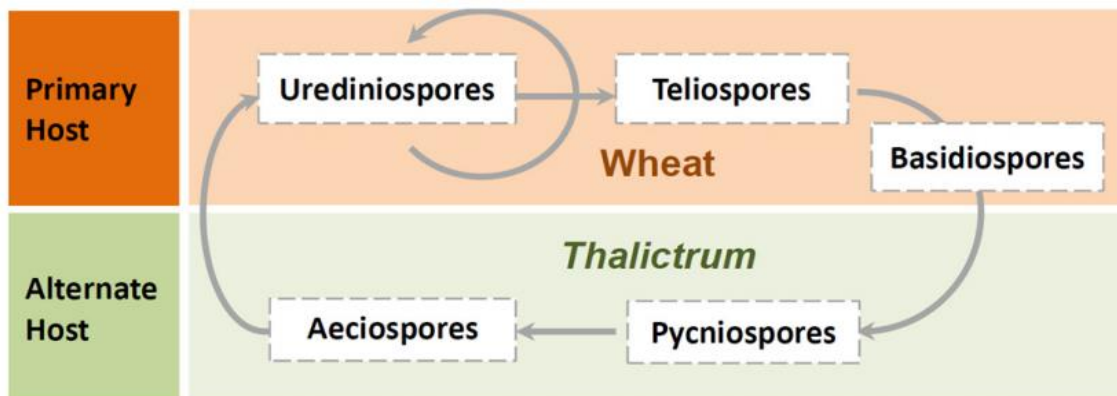 Primary
Host
Urediniospores
Teliospores
Basidiospores
Wheat
Alternate
Host
Thalictrum
Aeciospores
Pycniospores